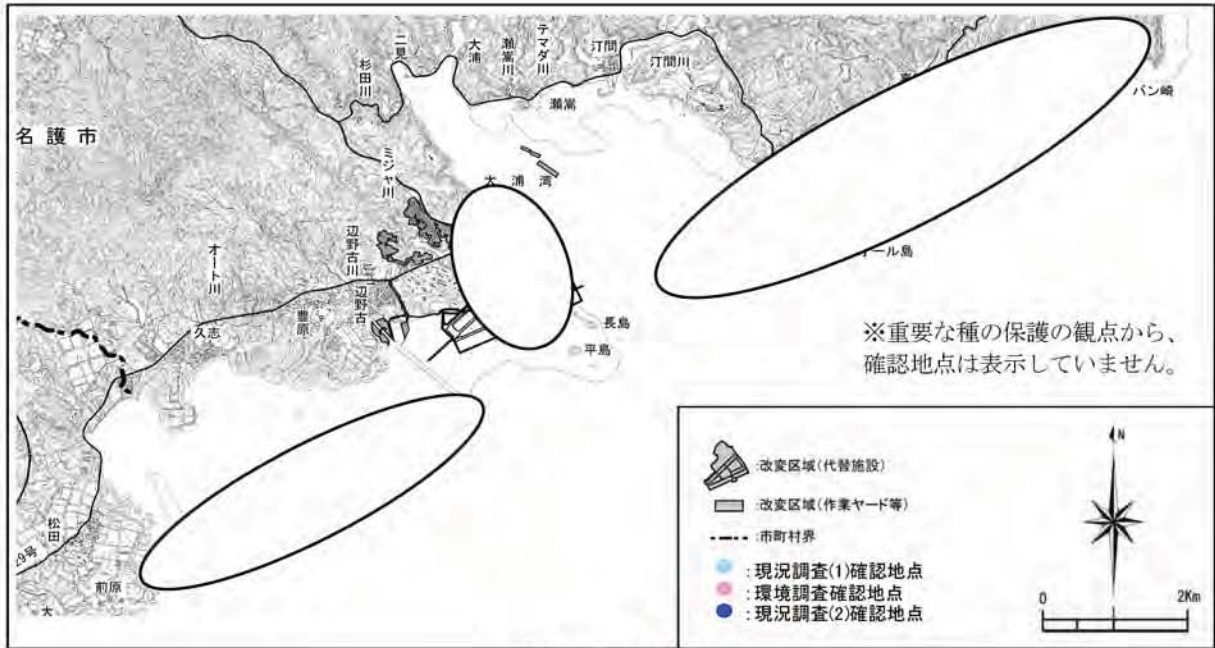 二見
大浦
瀬嵩川
テマダ川
汀間
汀間川
杉田川
瀬嵩
バン崎
名護市
ミジャ川
大浦湾
オール島
辺野古川
オート川
辺野古
豊原
久志
長島
平島
※重要な種の保護の観点から、
確認地点は表示していません。
松田
29号
前原
大
:改変区域(代替施設)
:改変区域(作業ヤード等)
:市町村界
:現況調査(1)確認地点
:環境調査確認地点
:現況調査(2)確認地点
N
0 2Km